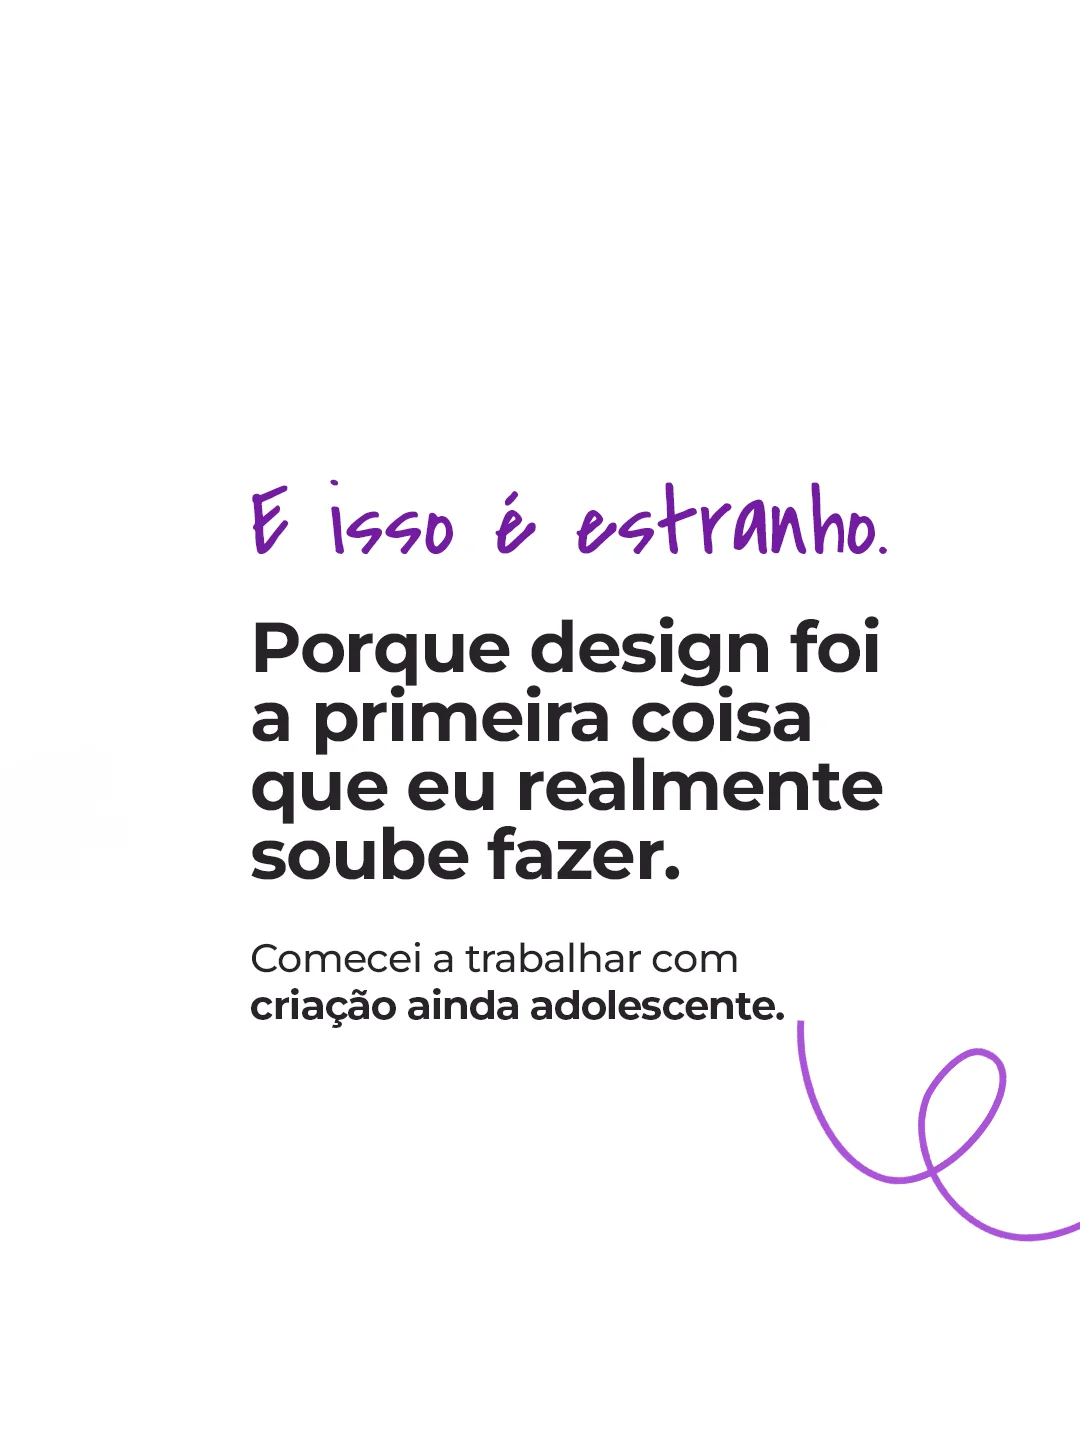 E isso é estranho.
Porque design foi
a primeira coisa
que eu realmente
soube fazer.
Comecei a trabalhar com
criação ainda adolescente.